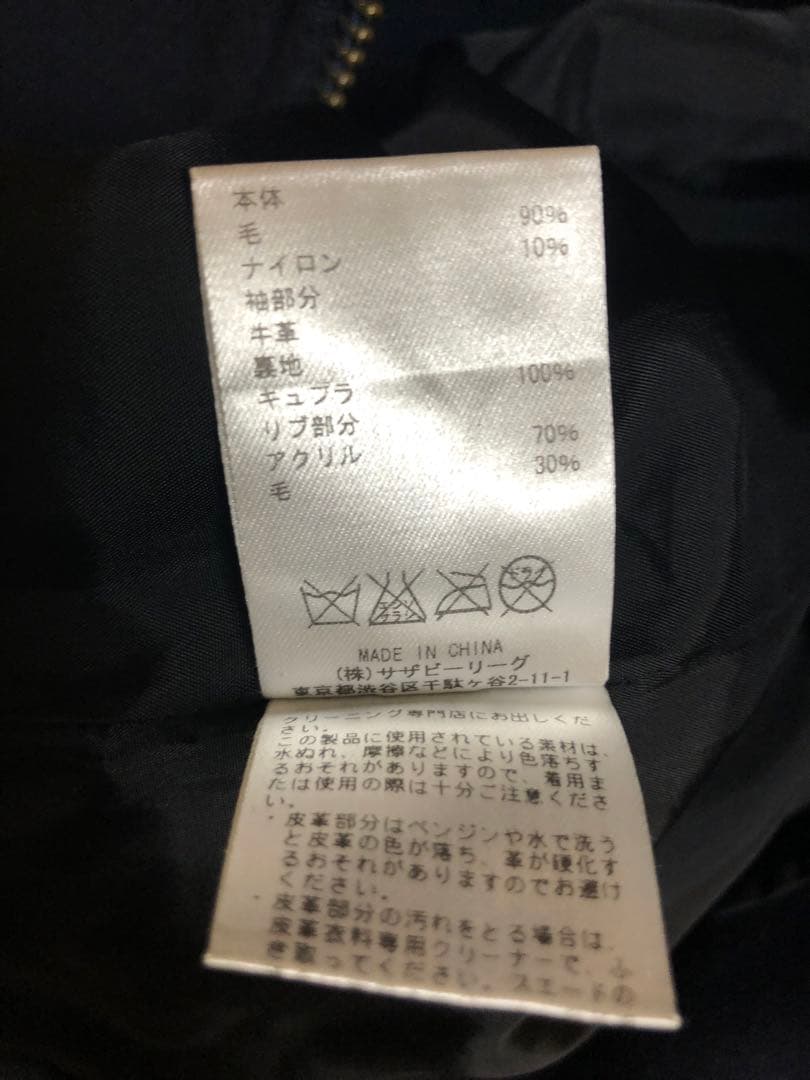 本体
毛 90%
ナイロン 10%
袖部分
牛革
裏地
キュプラ 100%
リブ部分
アクリル 70%
毛 30%
エンソ
サラシ
ドライ
MADE IN CHINA
(株)サザビーリーグ
東京都渋谷区千駄ヶ谷2-11-1
クリーニング専門店にお出しくだ
さい。
この製品に使用されている素材は、
水ぬれ、摩擦などにより色落ちす
るおそれがありますので、着用ま
たは使用の際は十分ご注意くださ
い。
・皮革部分はベンジンや水で洗う
と皮革の色が落ち、革が硬化す
るおそれがありますのでお避け
ください。
・皮革部分の汚れをとる場合は、
皮革衣料専用クリーナーで、ふ
き取ってください。スエードの